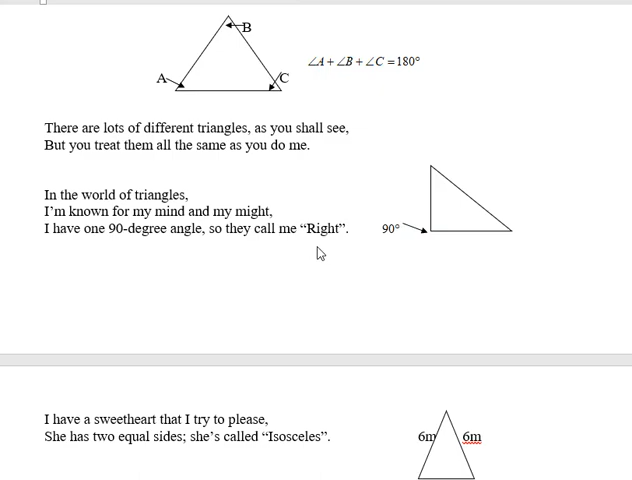 B
∠A + ∠B + ∠C = 180°
A
C
There are lots of different triangles, as you shall see,
But you treat them all the same as you do me.
In the world of triangles,
I’m known for my mind and my might,
I have one 90-degree angle, so they call me “Right”.
90°
I have a sweetheart that I try to please,
She has two equal sides; she’s called “Isosceles”.
6m 6m